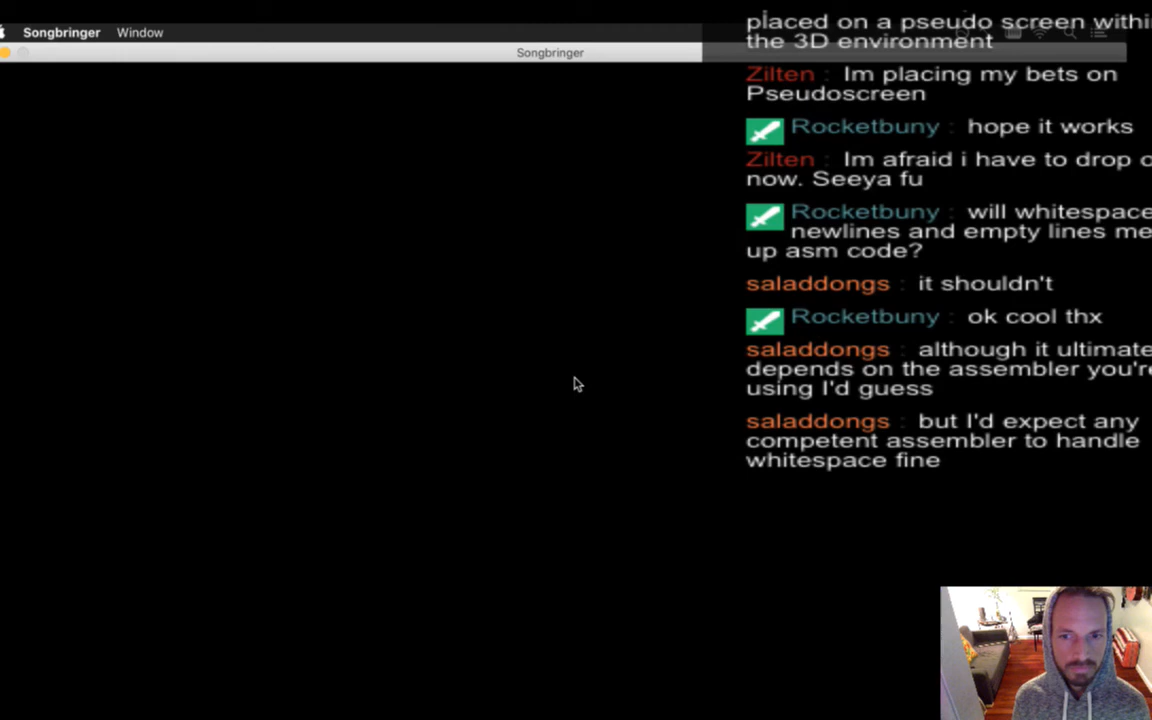 Songbringer Window
Songbringer
placed on a pseudo screen within
the 3D environment
Zilten : Im placing my bets on
Pseudoscreen
Rocketbuny : hope it works
Zilten : Im afraid i have to drop o
now. Seeya fu
Rocketbuny : will whitespace
newlines and empty lines me
up asm code?
saladdongs : it shouldn't
Rocketbuny : ok cool thx
saladdongs : although it ultimate
depends on the assembler you're
using I'd guess
saladdongs : but I'd expect any
competent assembler to handle
whitespace fine